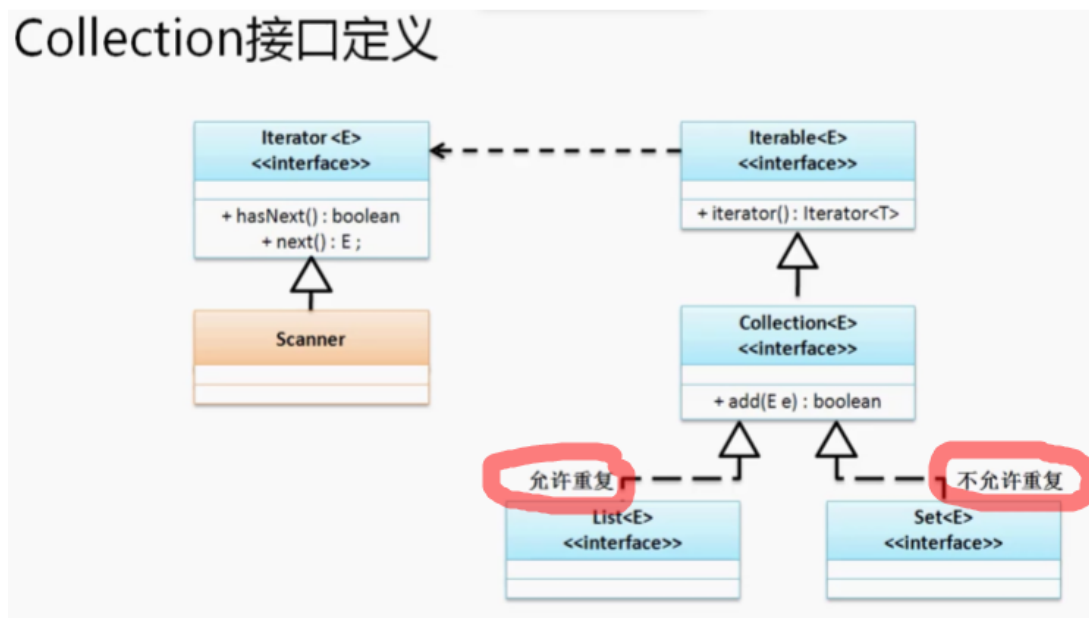 Collection接口定义
Iterator <E>
<<interface>>
+ hasNext() : boolean
+ next() : E ;
Iterable<E>
<<interface>>
+ iterator() : Iterator<T>
Scanner
Collection<E>
<<interface>>
+ add(E e) : boolean
允许重复
不允许重复
List<E>
<<interface>>
Set<E>
<<interface>>